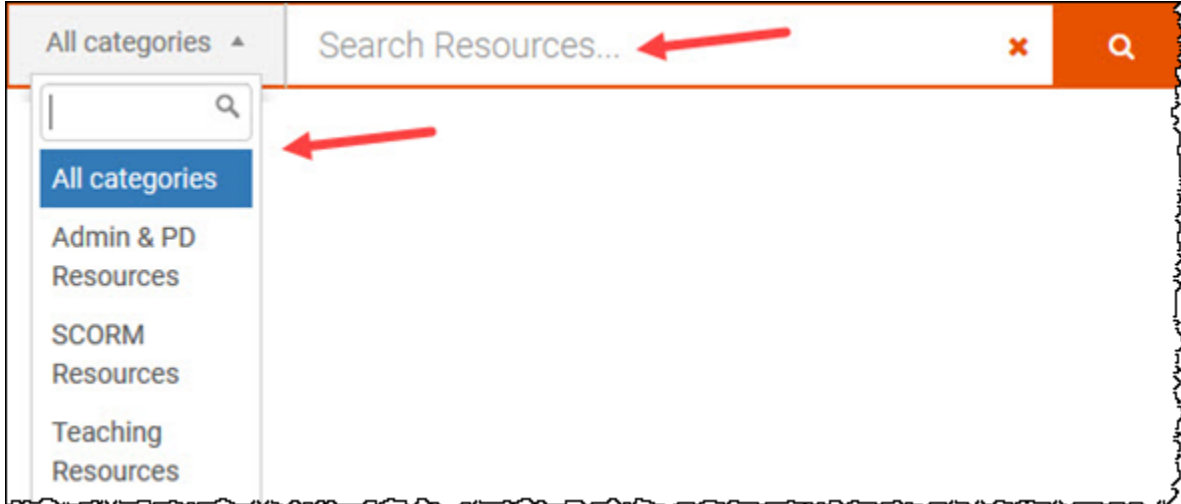 All categories
Search Resources...
All categories
Admin & PD
Resources
SCORM
Resources
Teaching
Resources